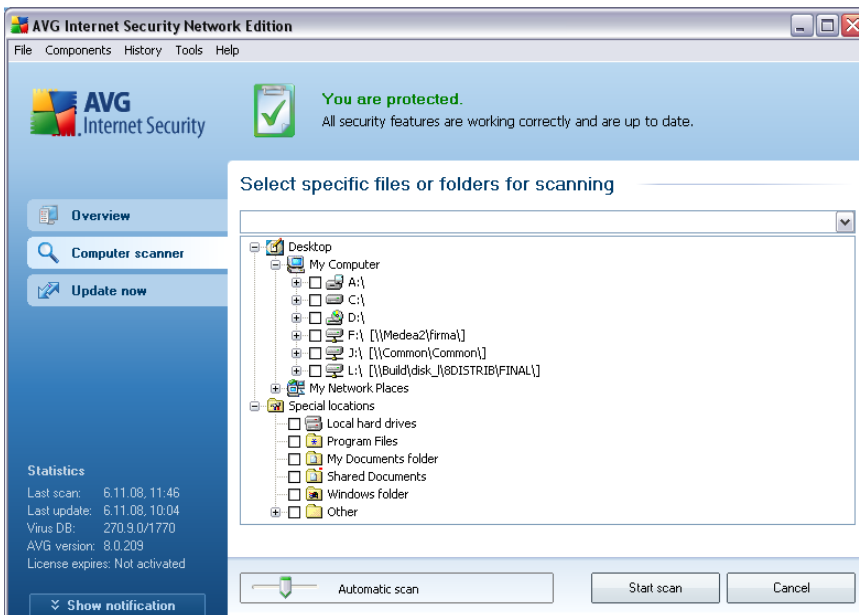 AVG Internet Security Network Edition
File Components History Tools Help
AVG
Internet Security
You are protected.
All security features are working correctly and are up to date.
Overview
Computer scanner
Update now
Select specific files or folders for scanning
Desktop
My Computer
A:\
C:\
D:\
F:\ [\\Medea2\firma\]
J:\ [\\Common\Common\]
L:\ [\\Build\disk_l\8DISTRIB\FINAL\]
My Network Places
Special locations
Local hard drives
Program Files
My Documents folder
Shared Documents
Windows folder
Other
Statistics
Last scan: 6.11.08, 11:46
Last update: 6.11.08, 10:04
Virus DB: 270.9.0/1770
AVG version: 8.0.209
License expires: Not activated
Show notification
Automatic scan
Start scan
Cancel